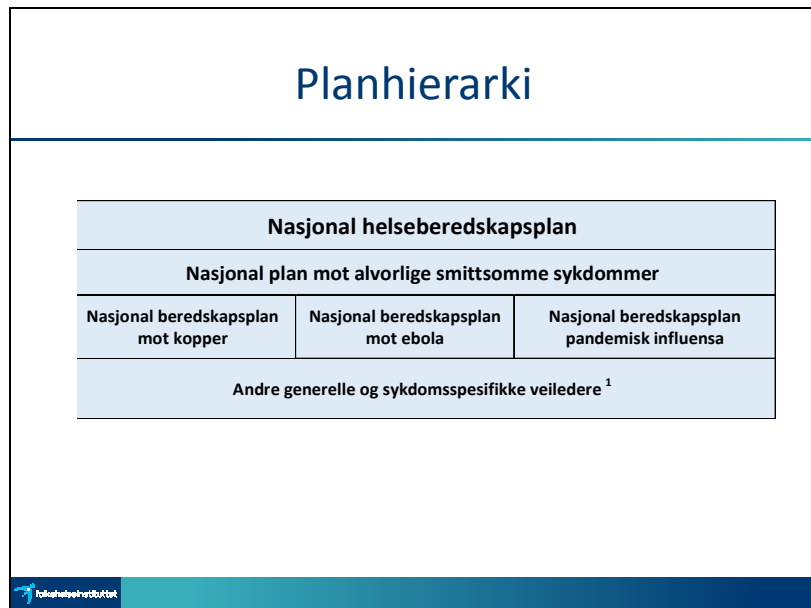 Planhierarki
Nasjonal helseberedskapsplan
Nasjonal plan mot alvorlige smittsomme sykdommer
Nasjonal beredskapsplan
mot kopper
Nasjonal beredskapsplan
mot ebola
Nasjonal beredskapsplan
pandemisk influensa
Andre generelle og sykdomsspesifikke veiledere ¹
folkehelseinstituttet